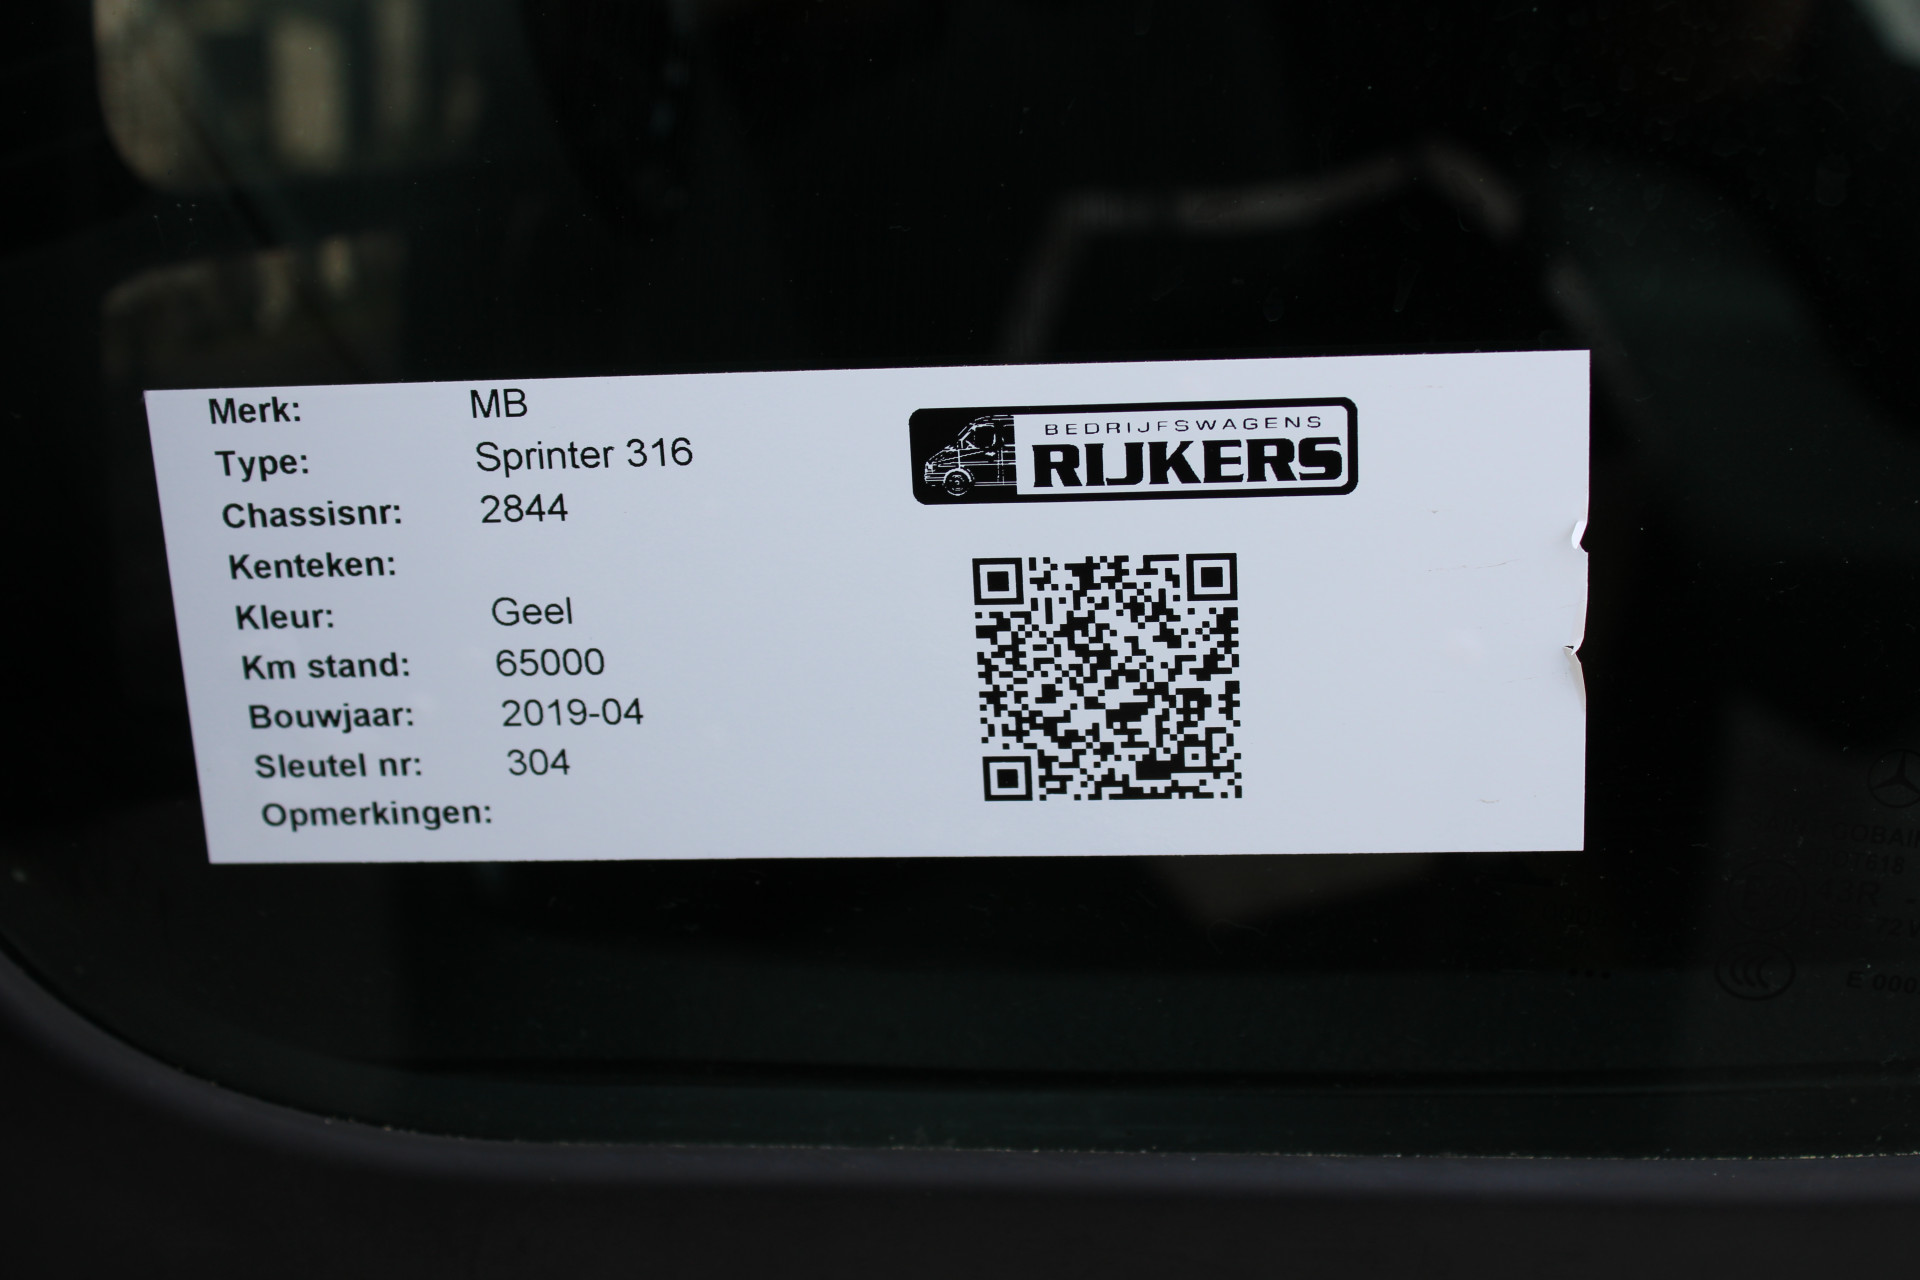 Merk: MB
Type: Sprinter 316
Chassisnr: 2844
Kenteken:
Kleur: Geel
Km stand: 65000
Bouwjaar: 2019-04
Sleutel nr: 304
Opmerkingen:
BEDRIJFSWAGENS
RIJKERS
E 000